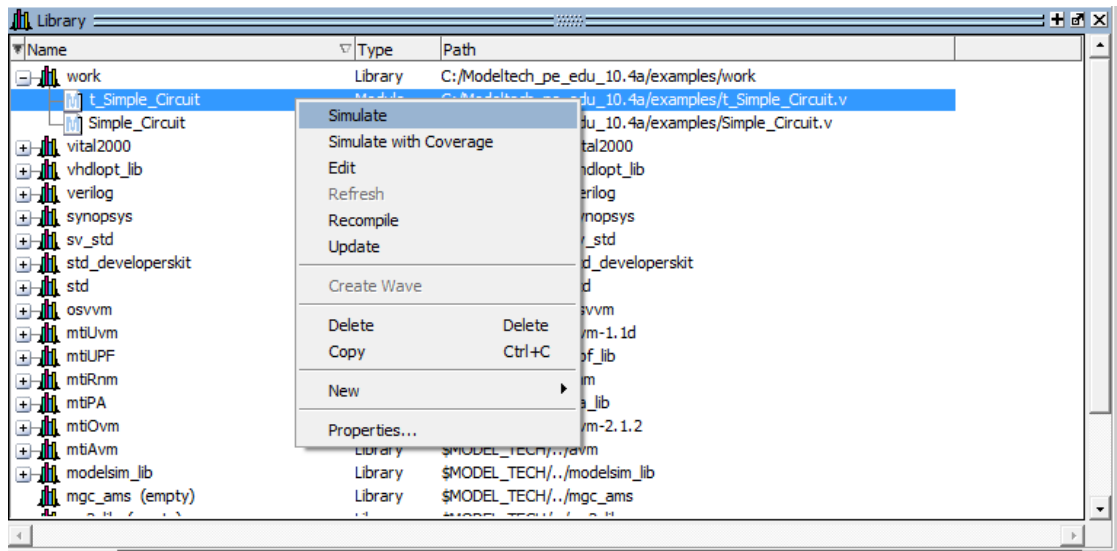 Library
Name Type Path
work Library C:/Modeltech_pe_edu_10.4a/examples/work
t_Simple_Circuit Module C:/Modeltech_pe_edu_10.4a/examples/t_Simple_Circuit.v
Simple_Circuit du_10.4a/examples/Simple_Circuit.v
vital2000 tal2000
vhdlopt_lib hdlopt_lib
verilog erilog
synopsys ynopsys
sv_std _std
std_developerskit d_developerskit
std d
osvvm svvm
mtiUvm vm-1.1d
mtiUPF pf_lib
mtiRnm nm
mtiPA a_lib
mtiOvm vm-2.1.2
mtiAvm Library $MODEL_TECH/../avm
modelsim_lib Library $MODEL_TECH/../modelsim_lib
mgc_ams (empty) Library $MODEL_TECH/../mgc_ams
Simulate
Simulate with Coverage
Edit
Refresh
Recompile
Update
Create Wave
Delete Delete
Copy Ctrl+C
New
Properties...